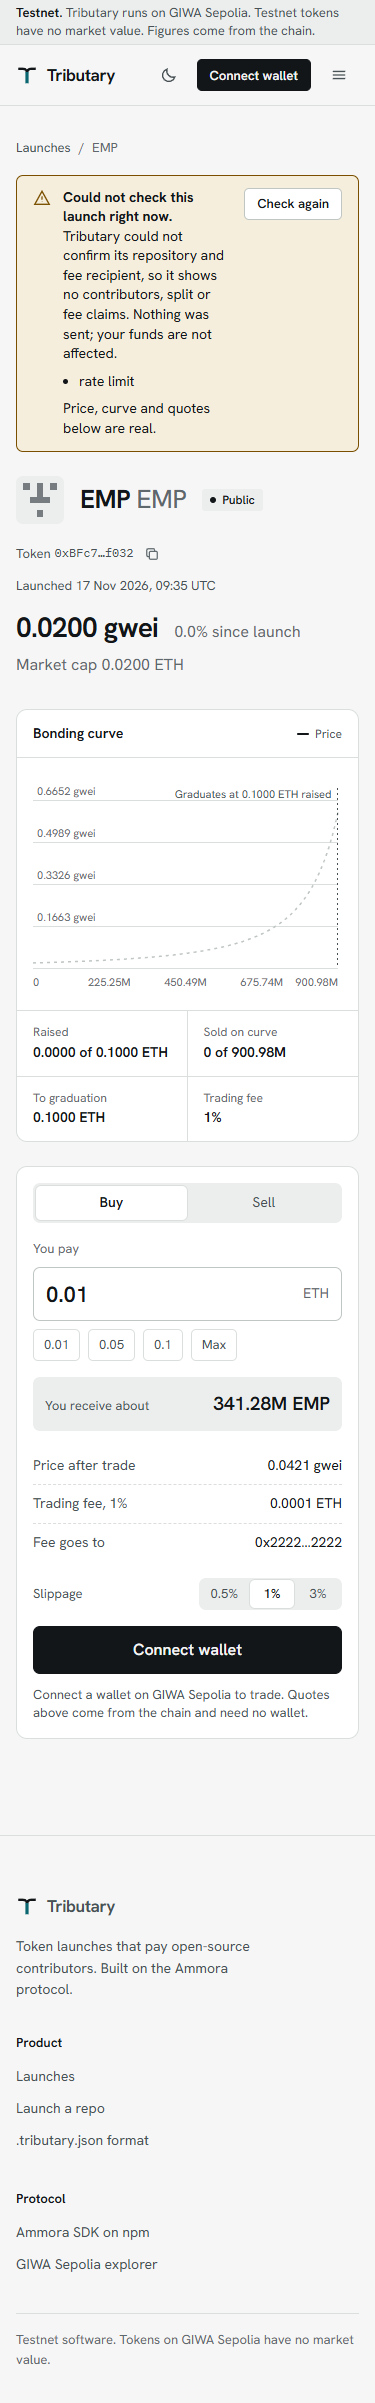 Testnet. Tributary runs on GIWA Sepolia. Testnet tokens
have no market value. Figures come from the chain.
Tributary
Connect wallet
Launches / EMP
Could not check this
launch right now.
Tributary could not
confirm its repository and
fee recipient, so it shows
no contributors, split or
fee claims. Nothing was
sent; your funds are not
affected.
• rate limit
Price, curve and quotes
below are real.
Check again
EMP EMP
Public
Token 0xBFc7…f032
Launched 17 Nov 2026, 09:35 UTC
0.0200 gwei 0.0% since launch
Market cap 0.0200 ETH
Bonding curve
Price
0.6652 gwei
Graduates at 0.1000 ETH raised
0.4989 gwei
0.3326 gwei
0.1663 gwei
0 225.25M 450.49M 675.74M 900.98M
Raised
0.0000 of 0.1000 ETH
Sold on curve
0 of 900.98M
To graduation
0.1000 ETH
Trading fee
1%
Buy
Sell
You pay
0.01
ETH
0.01 0.05 0.1 Max
You receive about 341.28M EMP
Price after trade 0.0421 gwei
Trading fee, 1% 0.0001 ETH
Fee goes to 0x2222...2222
Slippage 0.5% 1% 3%
Connect wallet
Connect a wallet on GIWA Sepolia to trade. Quotes
above come from the chain and need no wallet.
Tributary
Token launches that pay open-source
contributors. Built on the Ammora
protocol.
Product
Launches
Launch a repo
.tributary.json format
Protocol
Ammora SDK on npm
GIWA Sepolia explorer
Testnet software. Tokens on GIWA Sepolia have no market
value.